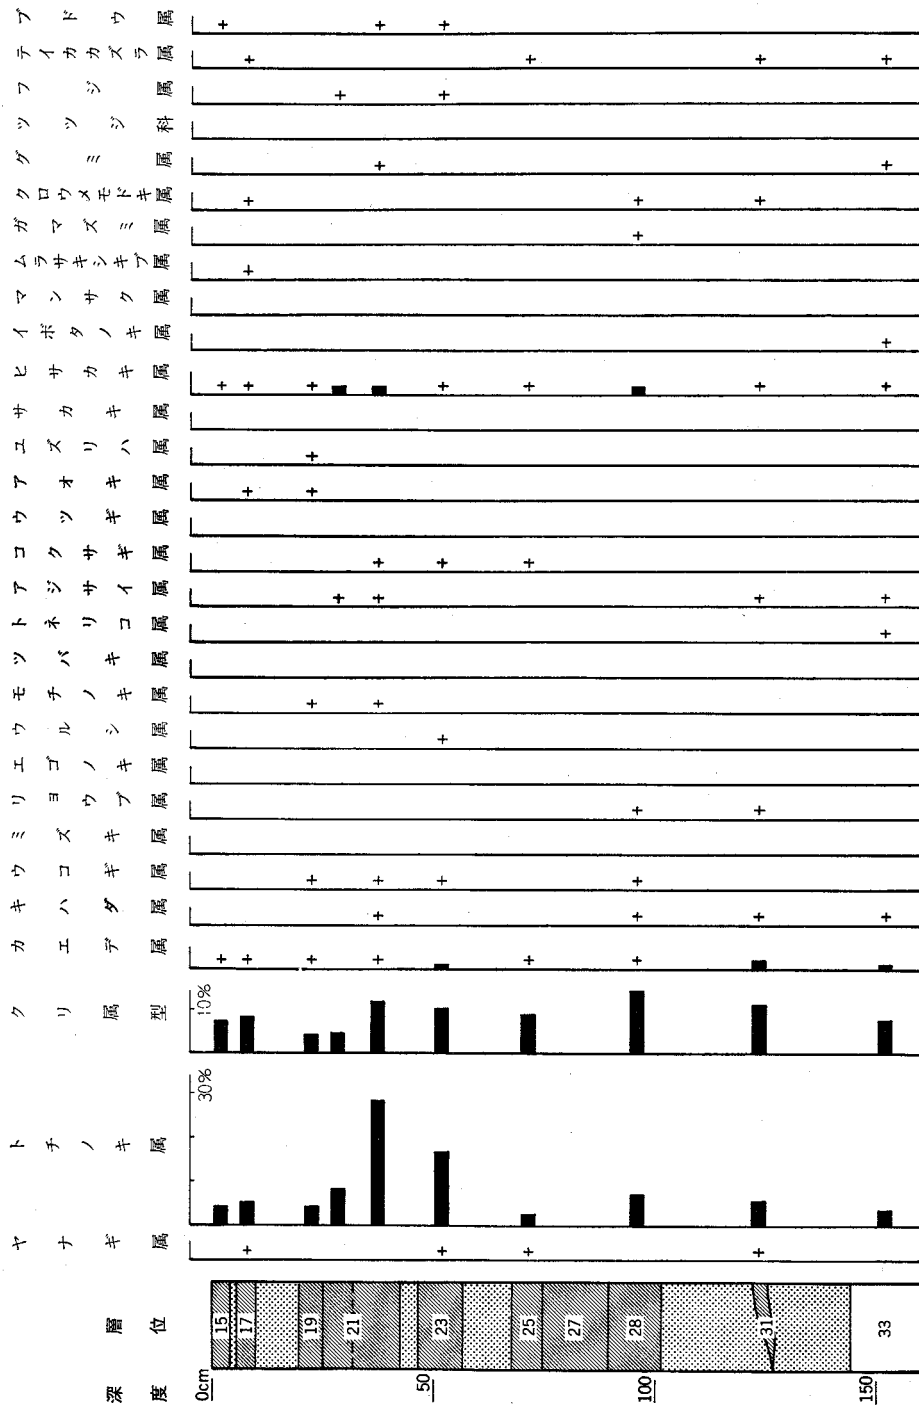 ブドウ属
テイカカズラ属
フジ属
ツツジ科
グミ属
クロウメモドキ属
ガマズミ属
ムラサキシキブ属
マンサク属
イボタノキ属
ヒサカキ属
サカキ属
ユズリハ属
アオキ属
ウツギ属
コクサギ属
アジサイ属
トネリコ属
ツバキ属
モチノキ属
ウルシ属
エゴノキ属
リョウブ属
ミズキ属
ウコギ属
キハダ属
カエデ属
クリ属型
10%
トチノキ属
30%
ヤナギ属
層位
15
17
19
21
23
25
27
28
31
33
深度
0cm
50
100
150